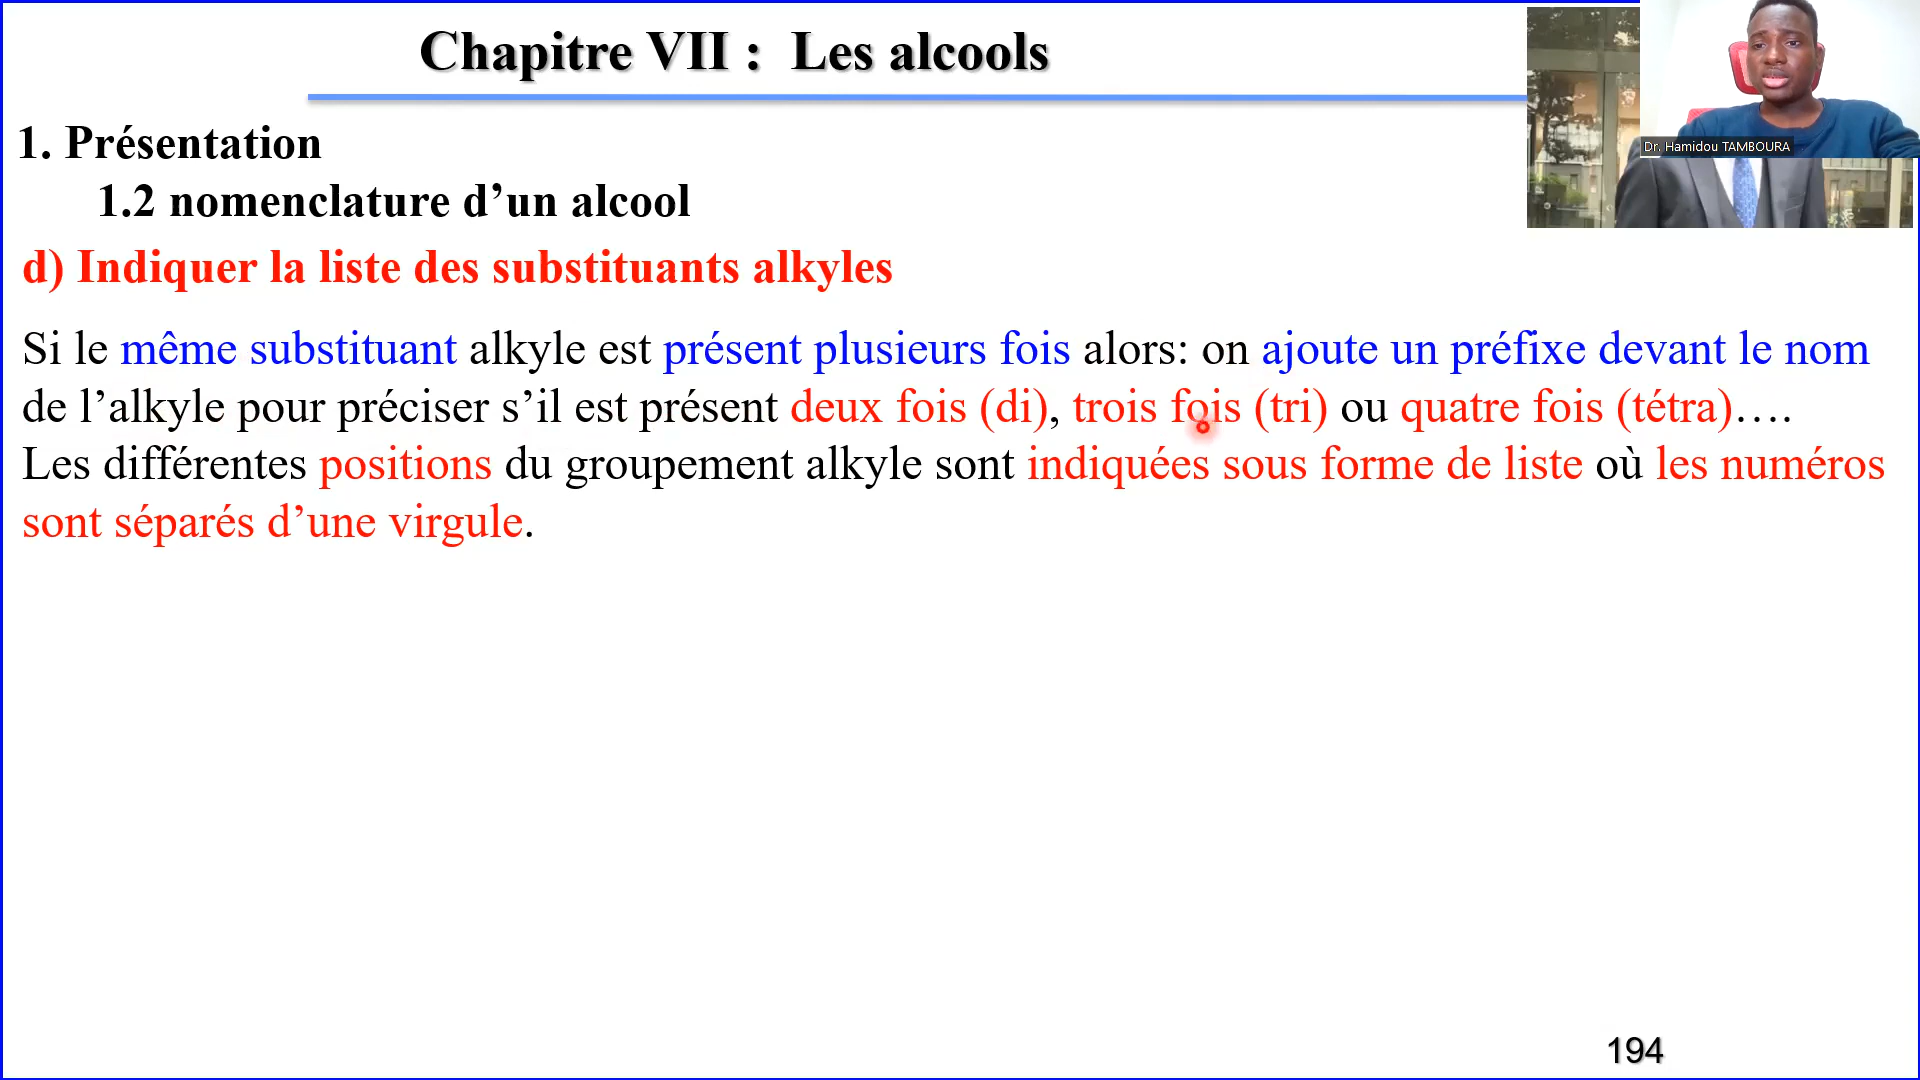 Chapitre VII :  Les alcools
Dr. Hamidou TAMBOURA
1. Présentation
1.2 nomenclature d’un alcool
d) Indiquer la liste des substituants alkyles
Si le même substituant alkyle est présent plusieurs fois alors: on ajoute un préfixe devant le nom
de l’alkyle pour préciser s’il est présent deux fois (di), trois fois (tri) ou quatre fois (tétra)….
Les différentes positions du groupement alkyle sont indiquées sous forme de liste où les numéros
sont séparés d’une virgule.
194